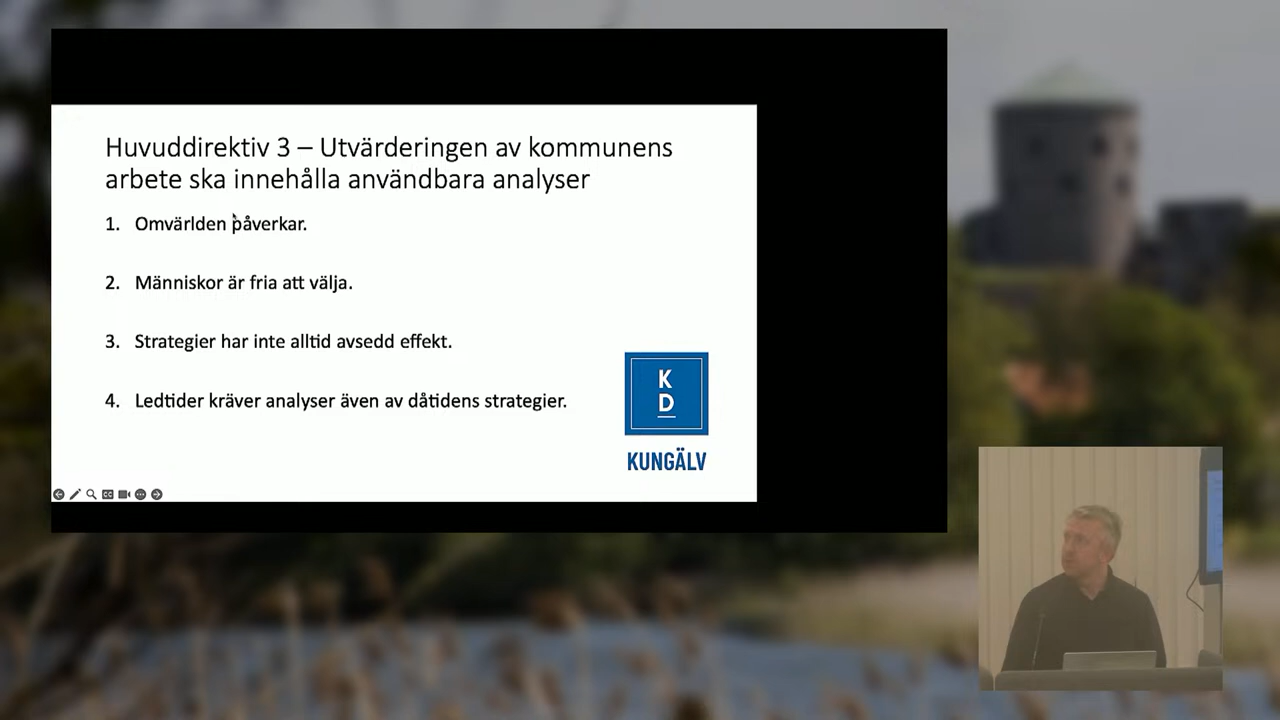 Huvuddirektiv 3 – Utvärderingen av kommunens
arbete ska innehålla användbara analyser
1. Omvärlden påverkar.
2. Människor är fria att välja.
3. Strategier har inte alltid avsedd effekt.
4. Ledtider kräver analyser även av dåtidens strategier.
K
D
KUNGÄLV
CC